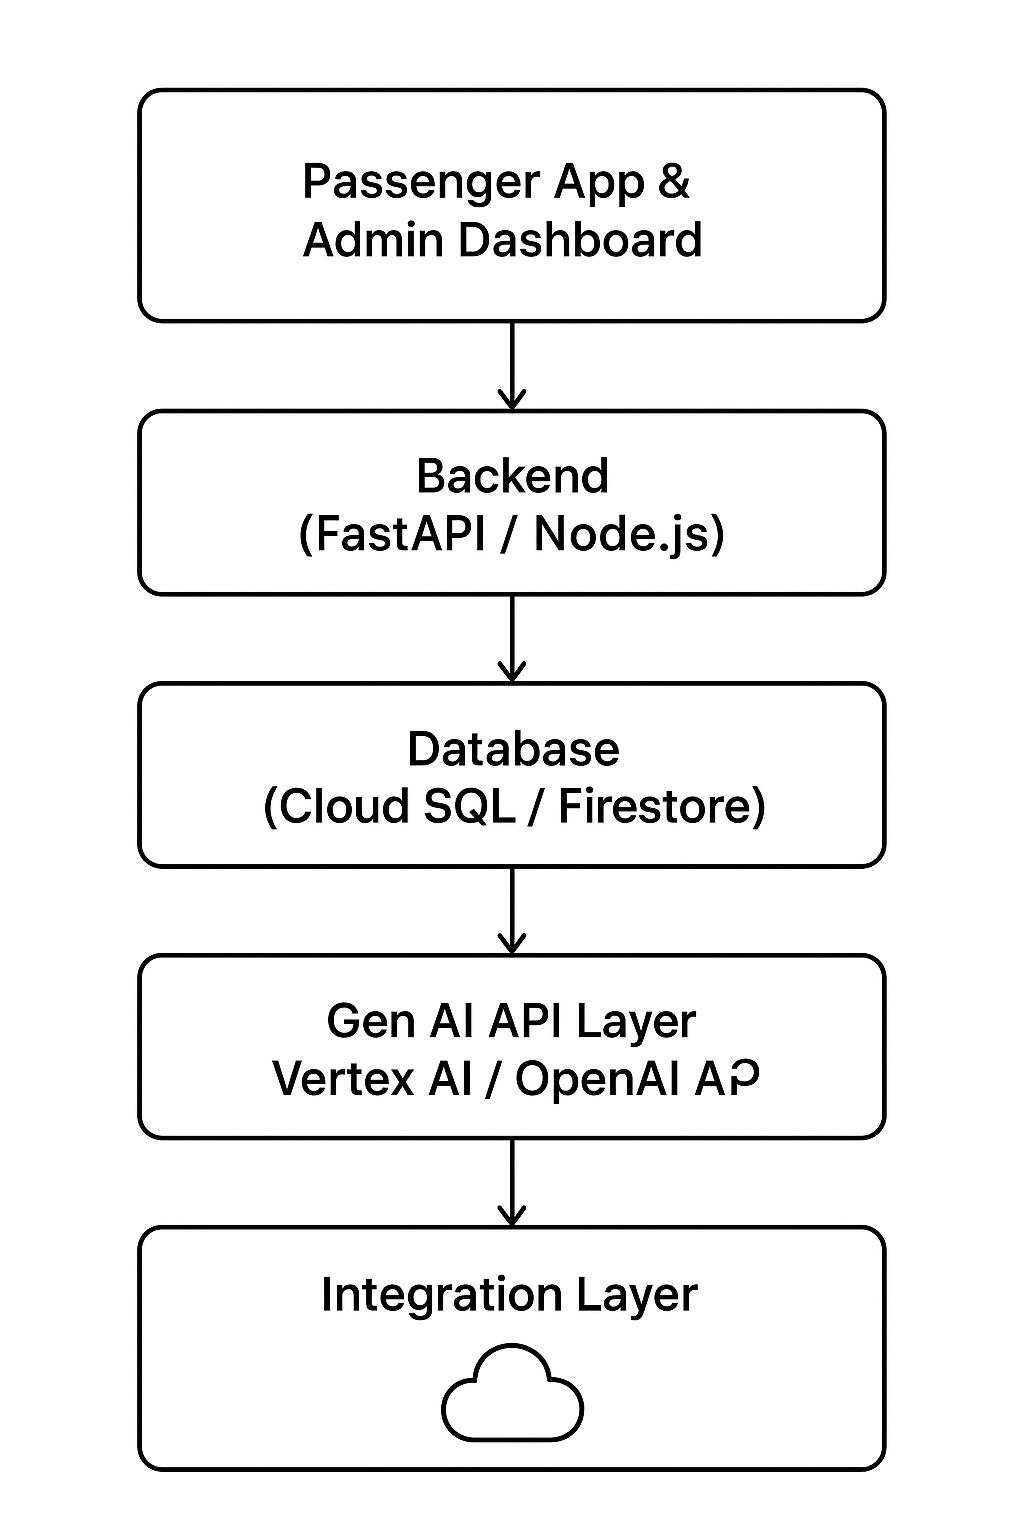 Passenger App &
Admin Dashboard
Backend
(FastAPI / Node.js)
Database
(Cloud SQL / Firestore)
Gen AI API Layer
Vertex AI / OpenAI
Integration Layer